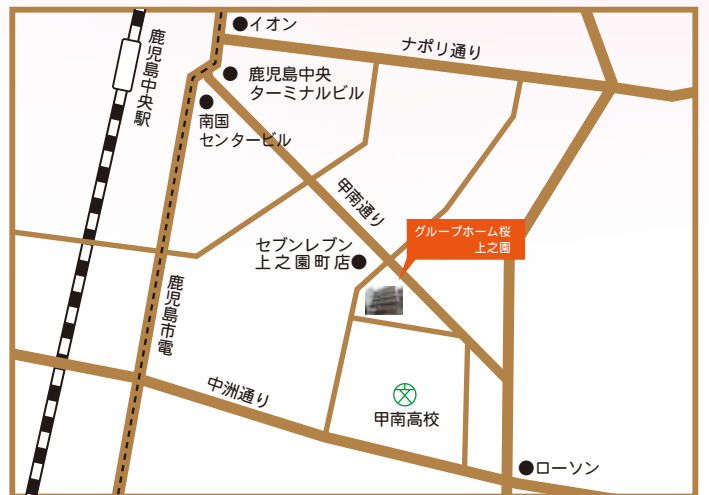 イオン
ナポリ通り
鹿児島中央駅
鹿児島中央
ターミナルビル
南国
センタービル
甲南通り
グループホーム桜
上之園
セブンレブン
上之園町店
鹿児島市電
中洲通り
文
甲南高校
ローソン